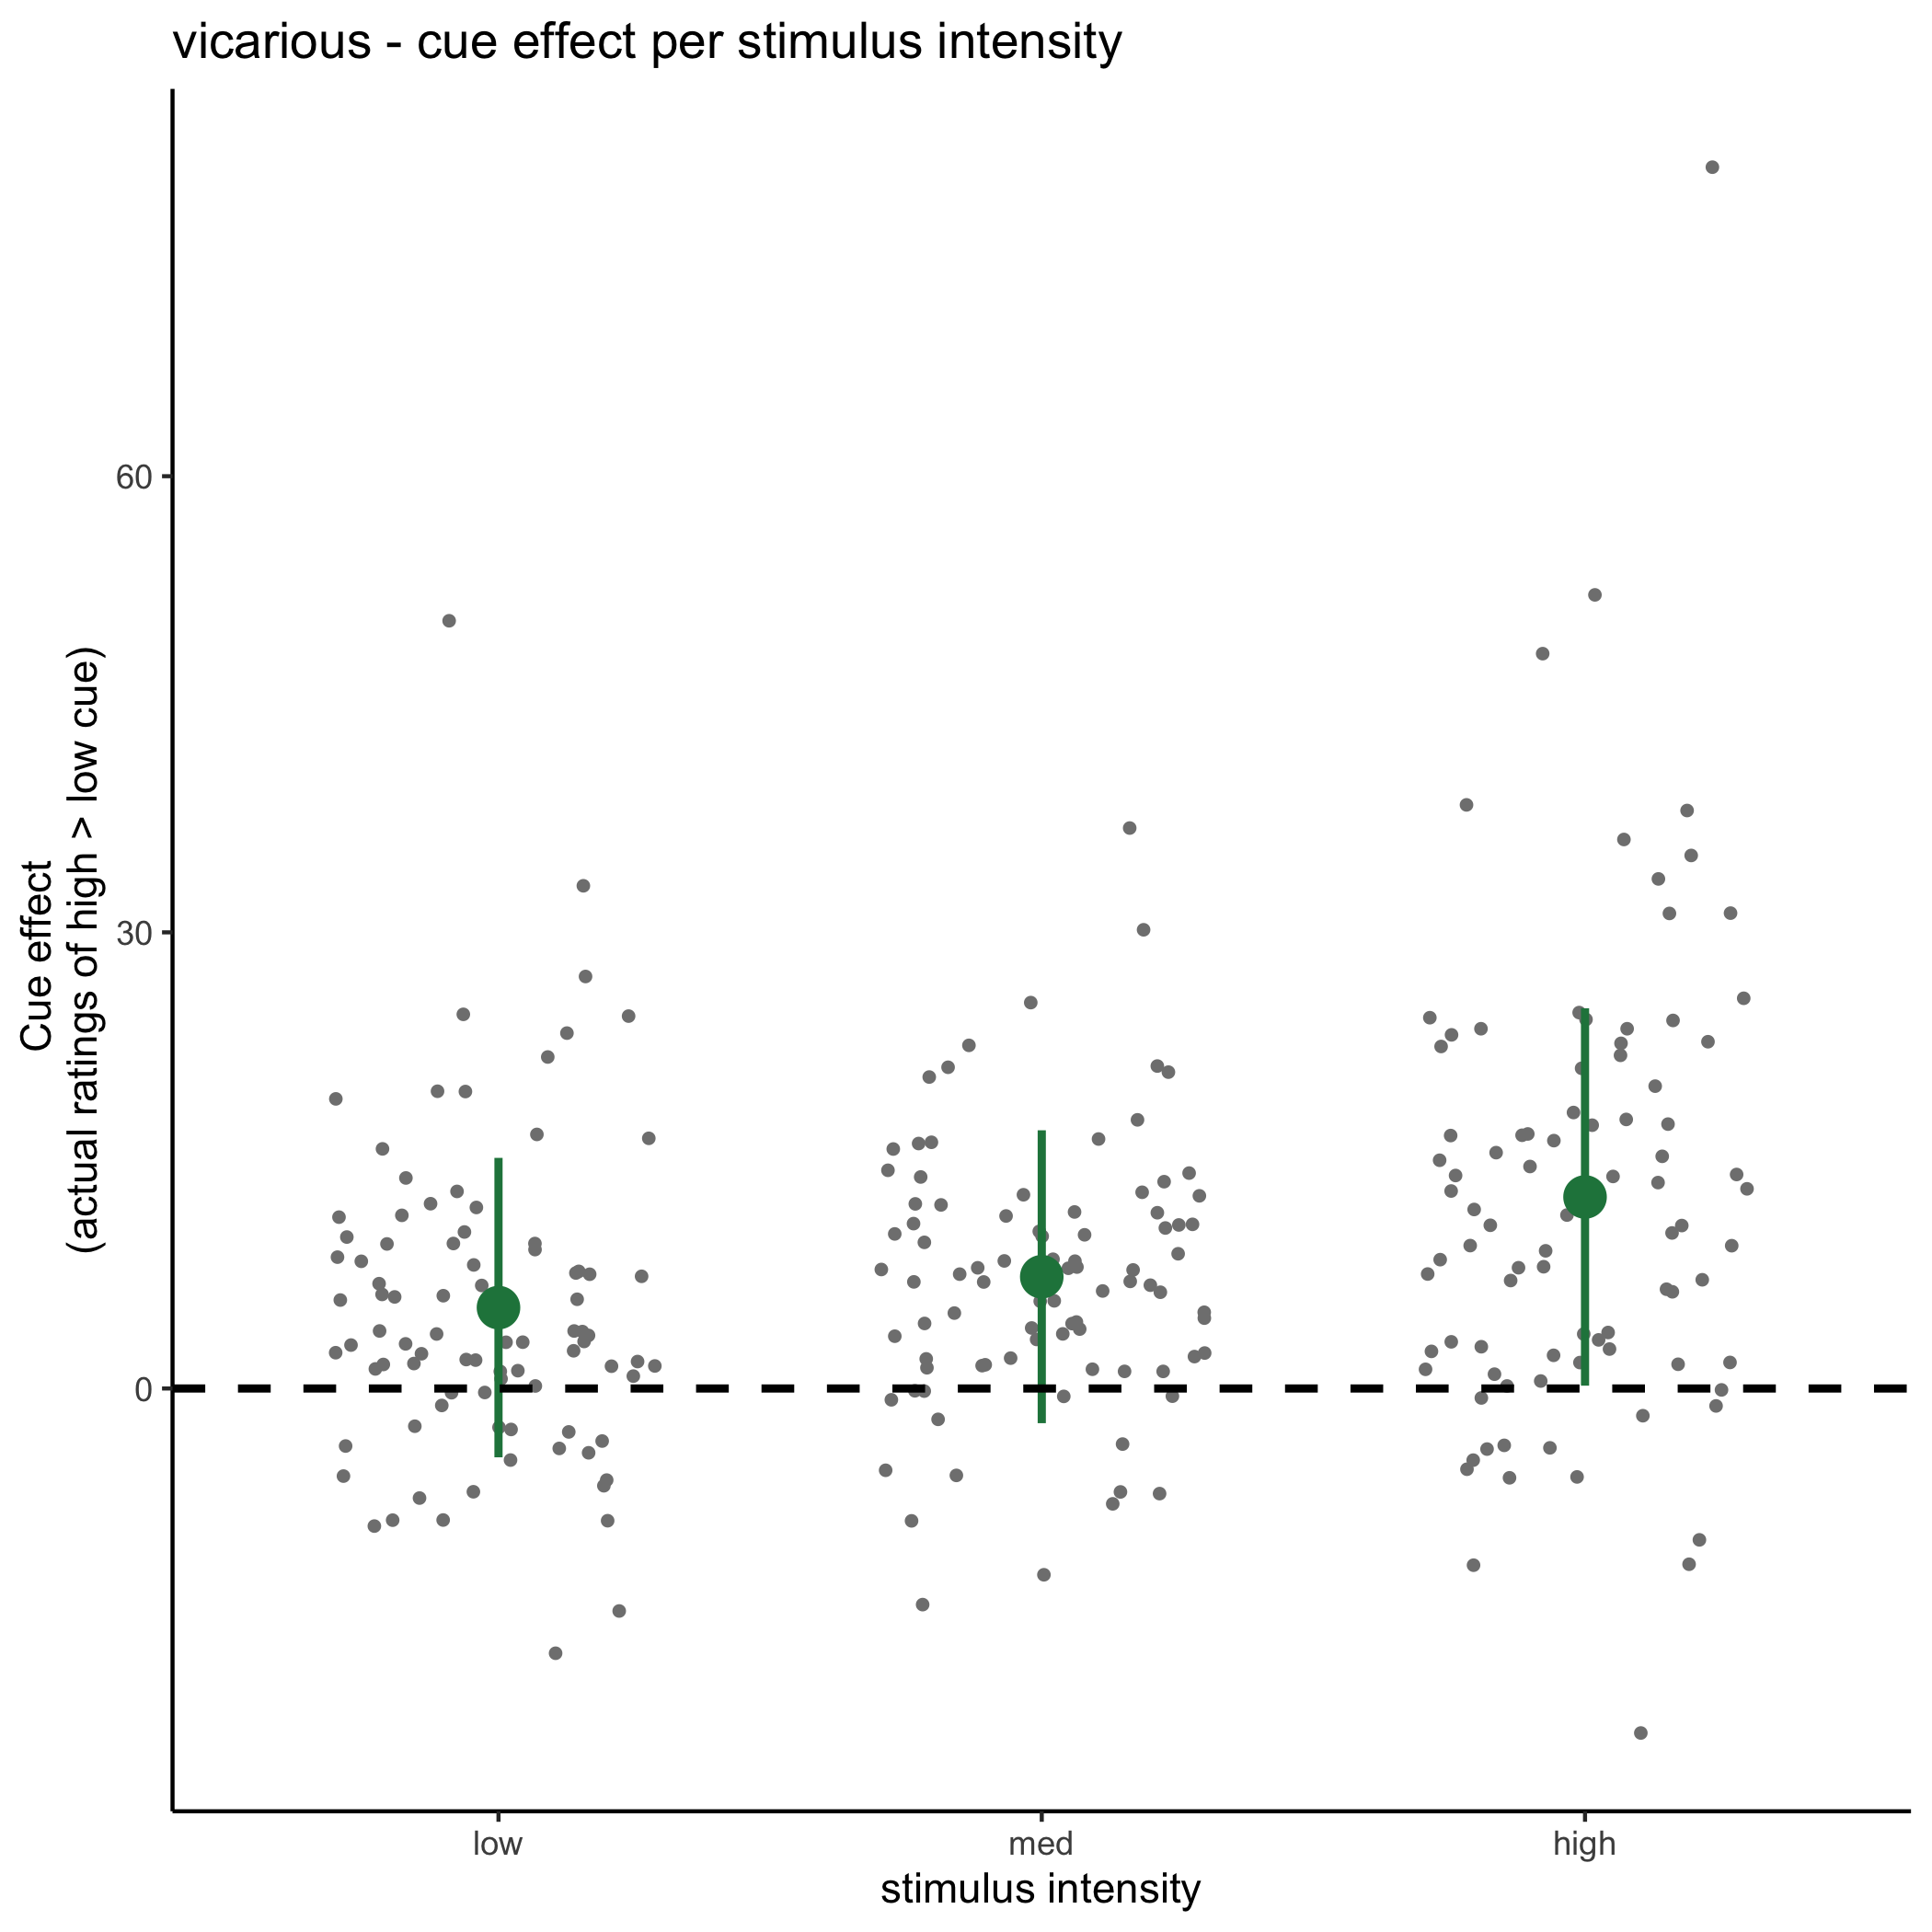 vicarious - cue effect per stimulus intensity
Cue effect
(actual ratings of high > low cue)
60
30
0
low
med
high
stimulus intensity